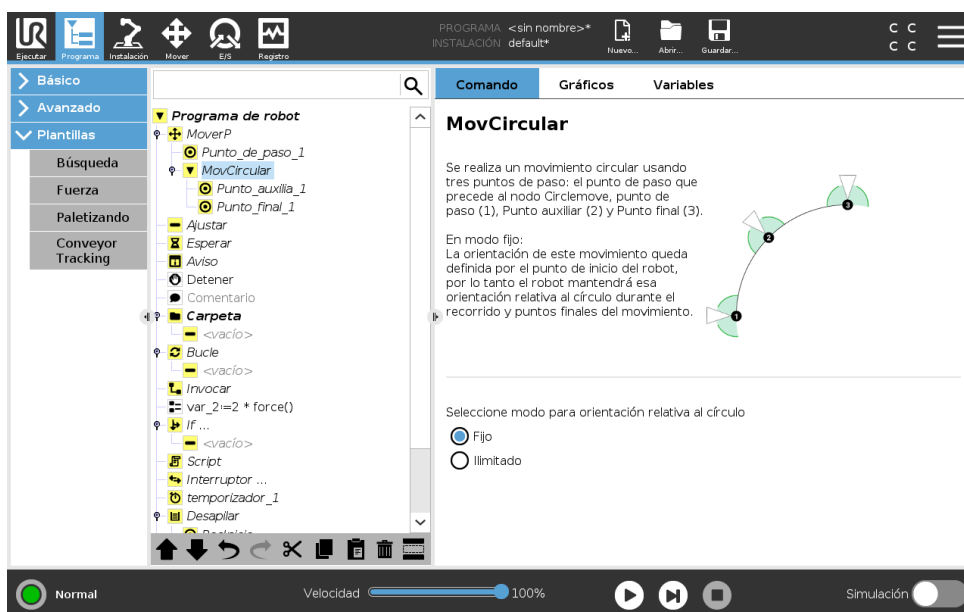 UR
PROGRAMA <sin nombre>*
INSTALACIÓN default*
Ejecutar
Programa
Instalación
Mover
E/S
Registro
Nuevo...
Abrir...
Guardar...
C C
C C
Básico
Avanzado
Plantillas
Búsqueda
Fuerza
Paletizando
Conveyor
Tracking
Programa de robot
MoverP
Punto_de_paso_1
MovCircular
Punto_auxilia_1
Punto_final_1
Ajustar
Esperar
Aviso
Detener
Comentario
Carpeta
<vacío>
Bucle
<vacío>
Invocar
var_2:=2 * force()
If ...
<vacío>
Script
Interruptor ...
temporizador_1
Desapilar
Comando
Gráficos
Variables
MovCircular
Se realiza un movimiento circular usando
tres puntos de paso: el punto de paso que
precede al nodo Circlemove, punto de
paso (1), Punto auxiliar (2) y Punto final (3).
En modo fijo:
La orientación de este movimiento queda
definida por el punto de inicio del robot,
por lo tanto el robot mantendrá esa
orientación relativa al círculo durante el
recorrido y puntos finales del movimiento.
1
2
3
Seleccione modo para orientación relativa al círculo
Fijo
Ilimitado
Normal
Velocidad
100%
Simulación